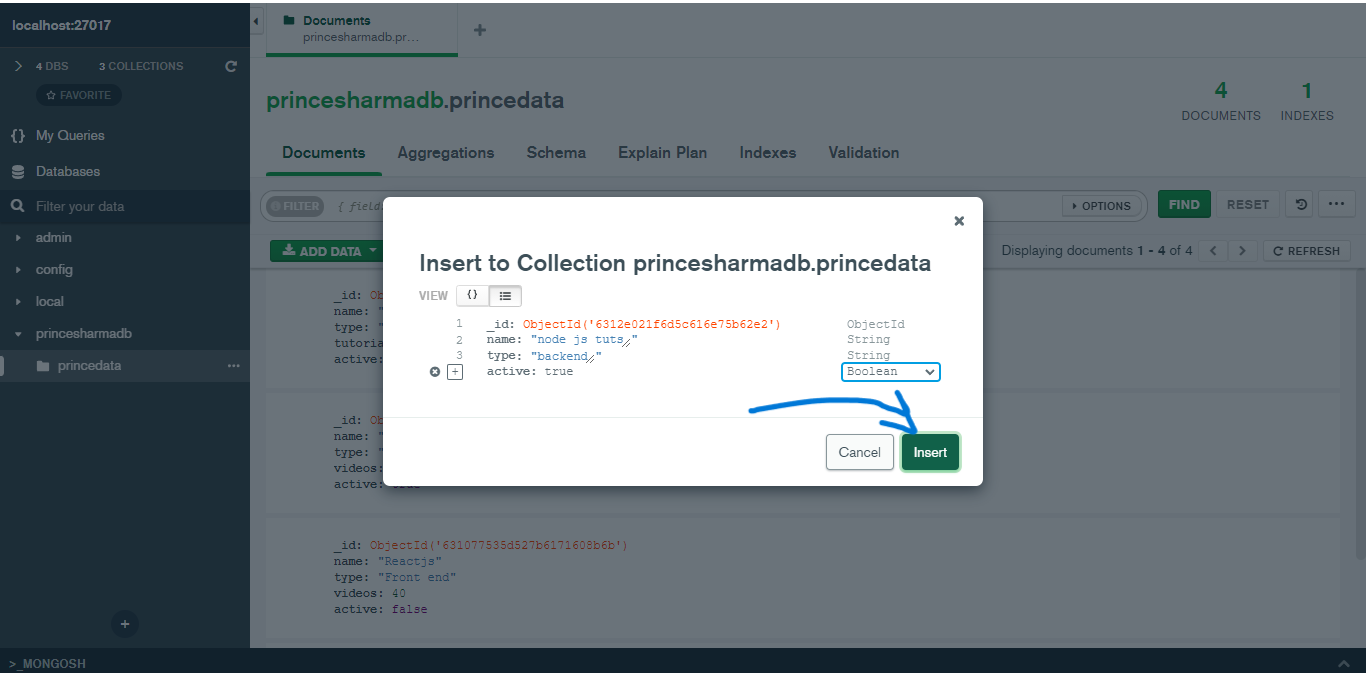 localhost:27017
4 DBS 3 COLLECTIONS
FAVORITE
{} My Queries
Databases
Filter your data
admin
config
local
princesharmadb
princedata ...
+
>_MONGOSH
Documents
princesharmadb.pr...
+
princesharmadb.princedata
4
DOCUMENTS
1
INDEXES
Documents Aggregations Schema Explain Plan Indexes Validation
FILTER { field: OPTIONS FIND RESET ...
ADD DATA Displaying documents 1 - 4 of 4 < > REFRESH
_id: Ob
name: "
type: "
tutoria
active:
_id: Ob
name: "
type: "
videos:
active: true
_id: ObjectId('631077535d527b6171608b6b')
name: "Reactjs"
type: "Front end"
videos: 40
active: false
×
Insert to Collection princesharmadb.princedata
VIEW {}
1 _id: ObjectId('6312e021f6d5c616e75b62e2') ObjectId
2 name: "node js tuts" String
3 type: "backend" String
+ active: true Boolean
Cancel Insert